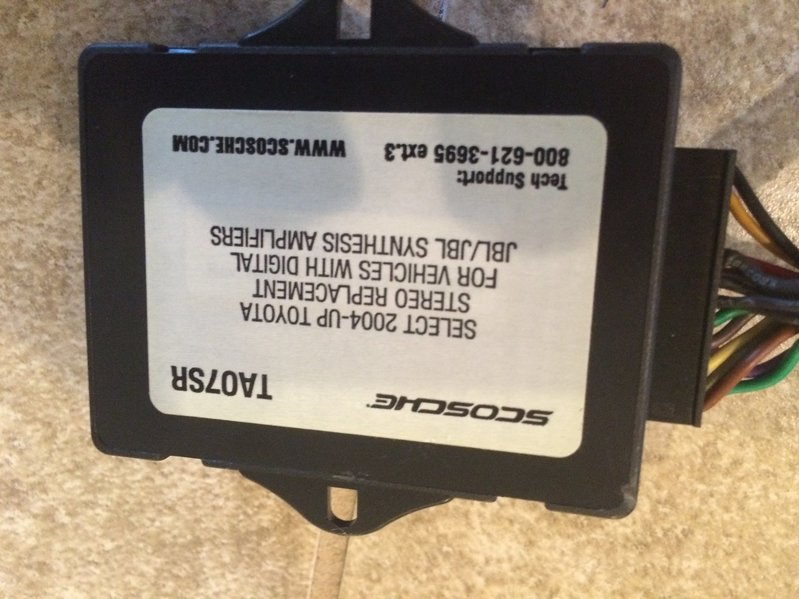 SCOSCHE
TA07SR
SELECT 2004-UP TOYOTA
STEREO REPLACEMENT
FOR VEHICLES WITH DIGITAL
JBL/JBL SYNTHESIS AMPLIFIERS
Tech Support:
800-621-3695 ext.3
WWW.SCOSCHE.COM